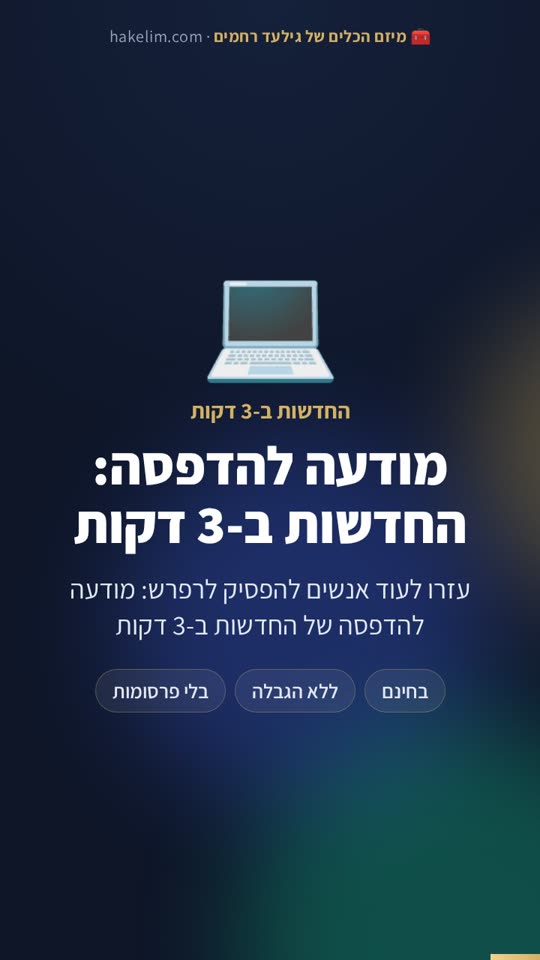 🧰 מיזם הכלים של גילעד רחמים · hakelim.com
החדשות ב-3 דקות
מודעה להדפסה:
החדשות ב-3 דקות
עזרו לעוד אנשים להפסיק לרפרש: מודעה
להדפסה של החדשות ב-3 דקות
בחינם
ללא הגבלה
בלי פרסומות